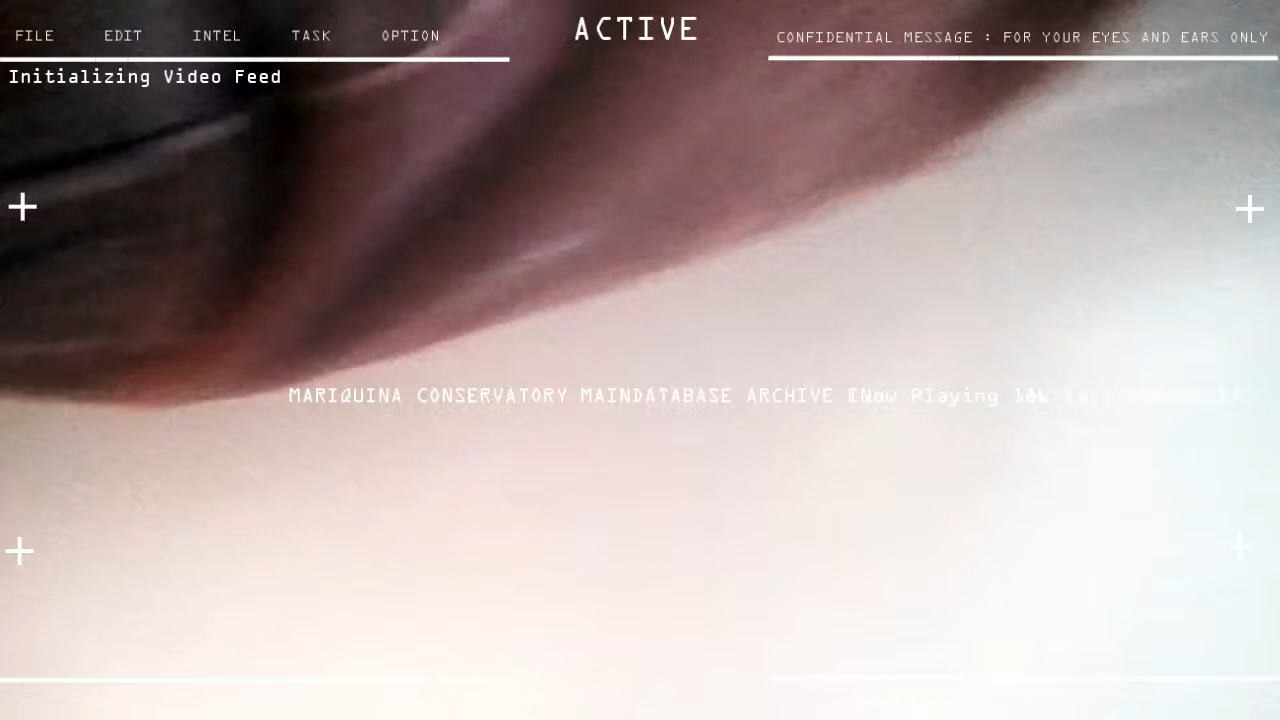 FILE EDIT INTEL TASK OPTION
ACTIVE
CONFIDENTIAL MESSAGE : FOR YOUR EYES AND EARS ONLY
Initializing Video Feed
MARIQUINA CONSERVATORY MAINDATABASE ARCHIVE Now Playing